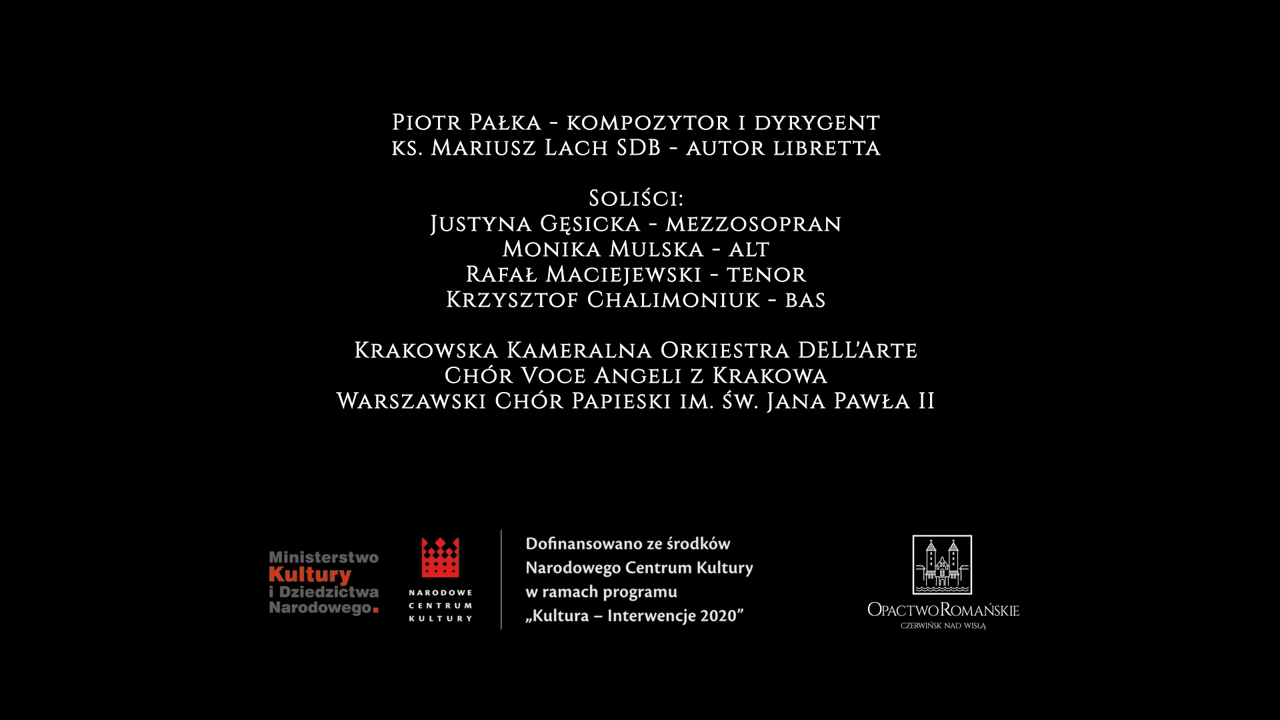 Piotr Pałka - kompozytor i dyrygent
ks. Mariusz Lach SDB - autor libretta
Soliści:
Justyna Gęsicka - mezzosopran
Monika Mulska - alt
Rafał Maciejewski - tenor
Krzysztof Chalimoniuk - bas
Krakowska Kameralna Orkiestra DELL'Arte
Chór Voce Angeli z Krakowa
Warszawski Chór Papieski im. św. Jana Pawła II
Ministerstwo
Kultury
i Dziedzictwa
Narodowego.
NARODOWE
CENTRUM
KULTURY
Dofinansowano ze środków
Narodowego Centrum Kultury
w ramach programu
„Kultura – Interwencje 2020”
OpactwoRomańskie
Czerwińsk nad Wisłą